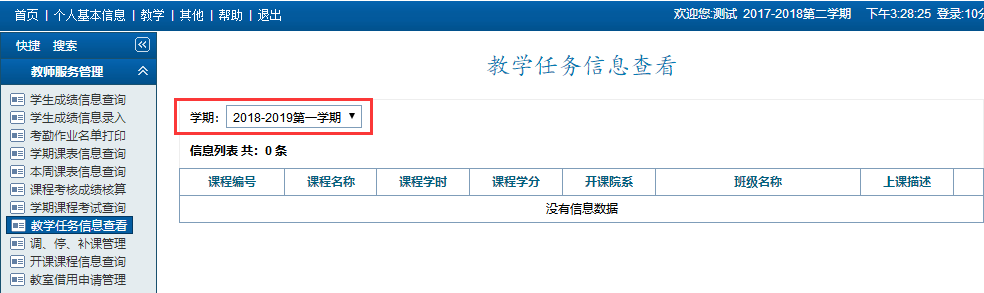 首页 | 个人基本信息 | 教学 | 其他 | 帮助 | 退出
欢迎您:测试 2017-2018第二学期 下午3:28:25 登录:10分
快捷 搜索
教师服务管理
学生成绩信息查询
学生成绩信息录入
考勤作业名单打印
学期课表信息查询
本周课表信息查询
课程考核成绩核算
学期课程考试查询
教学任务信息查看
调、停、补课管理
开课课程信息查询
教室借用申请管理
教学任务信息查看
学期: 2018-2019第一学期
信息列表 共: 0 条
课程编号 课程名称 课程学时 课程学分 开课院系 班级名称 上课描述
没有信息数据